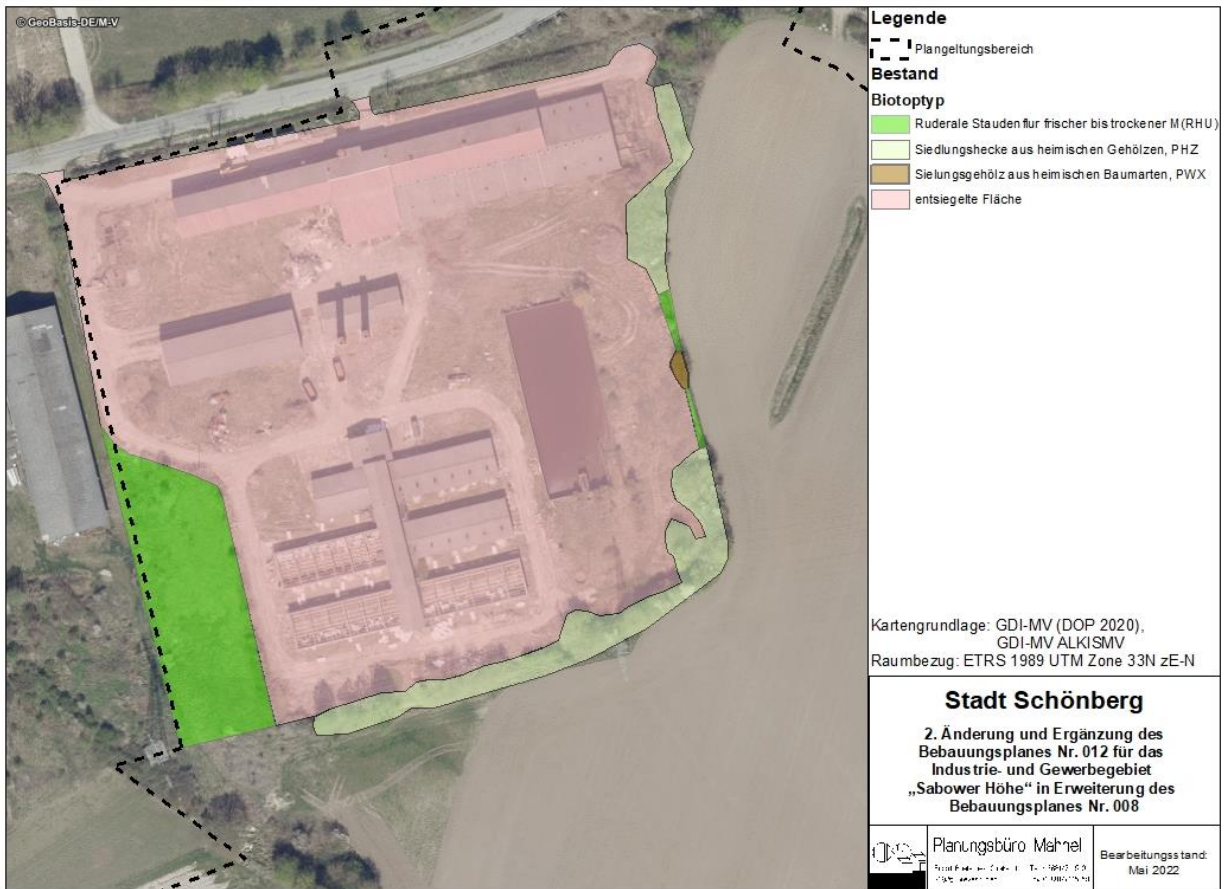 © GeoBasis-DE/M-V
Legende
Plangeltungsbereich
Bestand
Biotoptyp
Ruderale Staudenflur frischer bis trockener M(RHU)
Siedlungshecke aus heimischen Gehölzen, PHZ
Sielungsgehölz aus heimischen Baumarten, PWX
entsiegelte Fläche
Kartengrundlage: GDI-MV (DOP 2020),
GDI-MV ALKISMV
Raumbezug: ETRS 1989 UTM Zone 33N zE-N
Stadt Schönberg
2. Änderung und Ergänzung des
Bebauungsplanes Nr. 012 für das
Industrie- und Gewerbegebiet
„Sabower Höhe“ in Erweiterung des
Bebauungsplanes Nr. 008
Planungsbüro Mahnel
Bearbeitungsstand:
Mai 2022